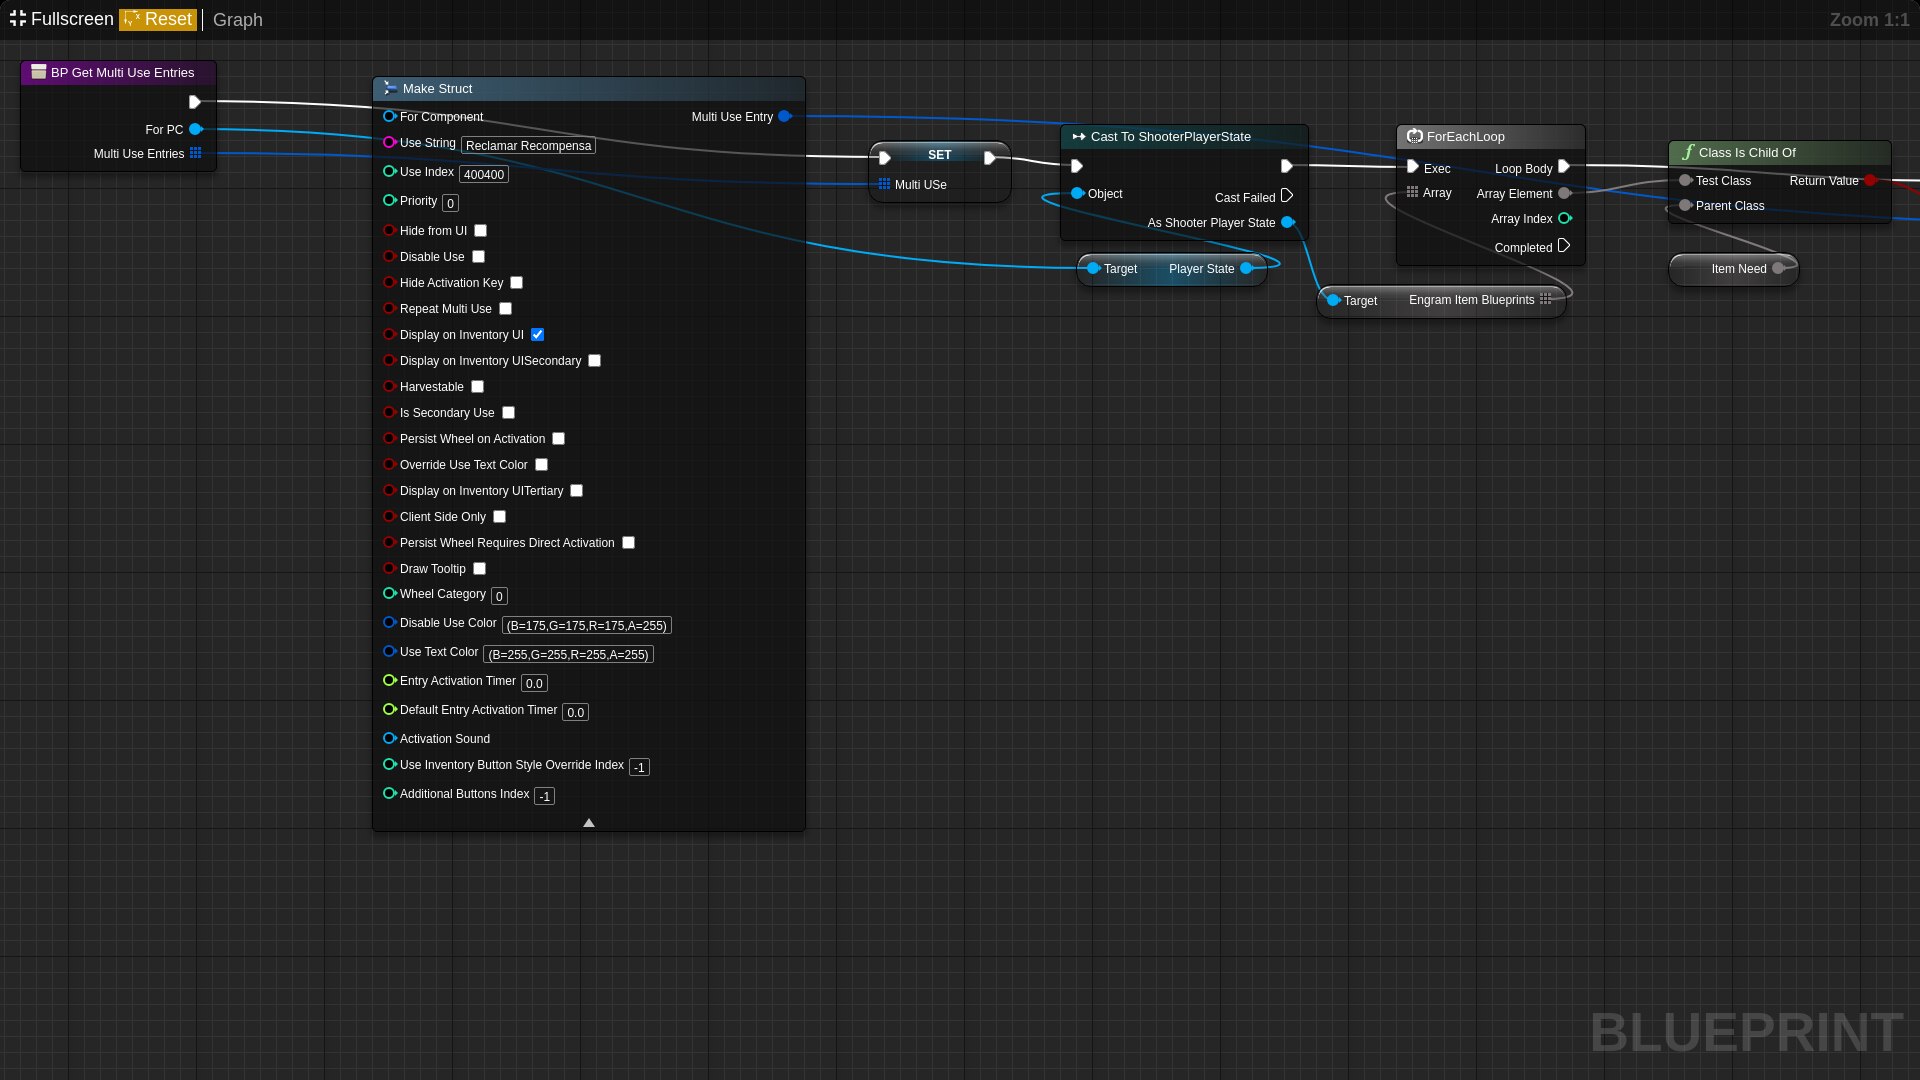 Fullscreen Reset Graph
Zoom 1:1
BP Get Multi Use Entries
For PC
Multi Use Entries
Make Struct
For Component
Multi Use Entry
Use String Reclamar Recompensa
Use Index 400400
Priority 0
Hide from UI
Disable Use
Hide Activation Key
Repeat Multi Use
Display on Inventory UI
Display on Inventory UISecondary
Harvestable
Is Secondary Use
Persist Wheel on Activation
Override Use Text Color
Display on Inventory UITertiary
Client Side Only
Persist Wheel Requires Direct Activation
Draw Tooltip
Wheel Category 0
Disable Use Color (B=175,G=175,R=175,A=255)
Use Text Color (B=255,G=255,R=255,A=255)
Entry Activation Timer 0.0
Default Entry Activation Timer 0.0
Activation Sound
Use Inventory Button Style Override Index -1
Additional Buttons Index -1
SET
Multi USe
Cast To ShooterPlayerState
Object
Cast Failed
As Shooter Player State
Target Player State
ForEachLoop
Exec Loop Body
Array Array Element
Array Index
Completed
Target Engram Item Blueprints
Class Is Child Of
Test Class Return Value
Parent Class
Item Need
BLUEPRINT